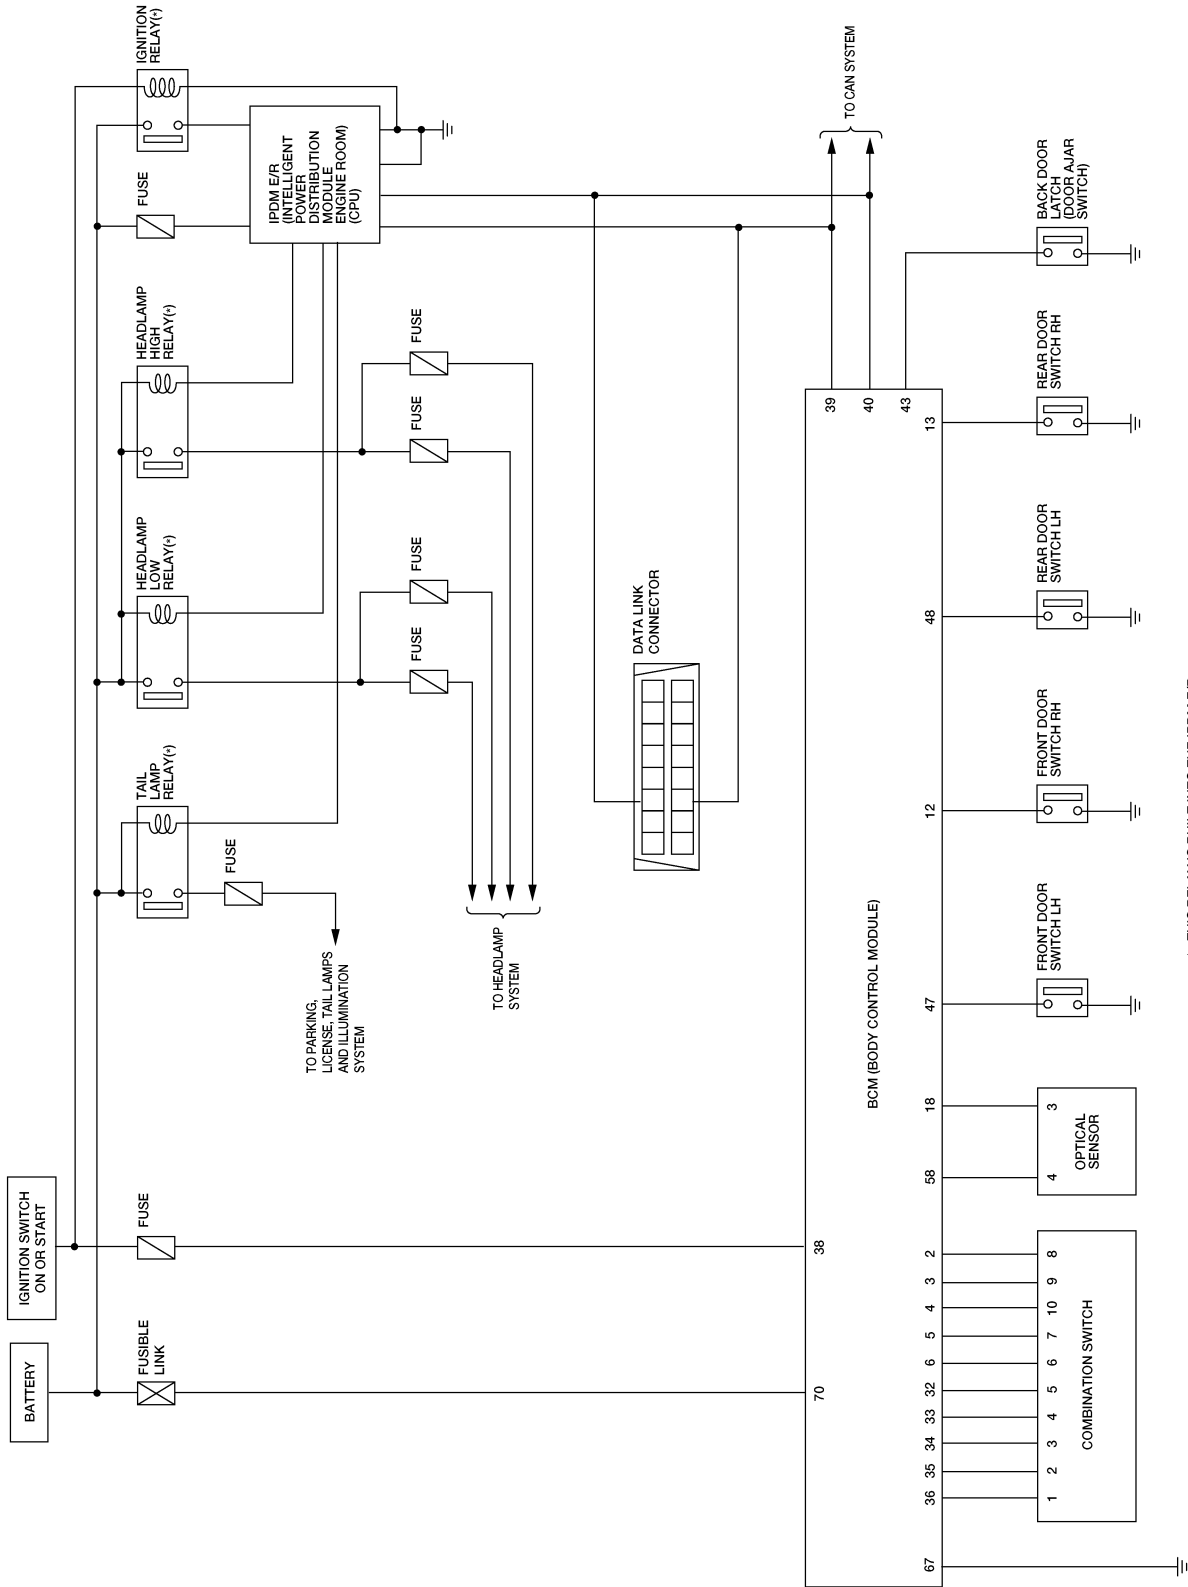 BATTERY
IGNITION SWITCH
ON OR START
FUSIBLE
LINK
FUSE
TAIL
LAMP
RELAY(*)
HEADLAMP
LOW
RELAY(*)
HEADLAMP
HIGH
RELAY(*)
FUSE
IGNITION
RELAY(*)
FUSE
TO PARKING,
LICENSE, TAIL LAMPS
AND ILLUMINATION
SYSTEM
IPDM E/R
(INTELLIGENT
POWER
DISTRIBUTION
MODULE
ENGINE ROOM)
(CPU)
FUSE
FUSE
FUSE
FUSE
TO HEADLAMP
SYSTEM
DATA LINK
CONNECTOR
TO CAN SYSTEM
70
38
39
40
43
BCM (BODY CONTROL MODULE)
67
36
35
34
33
32
6
5
4
3
2
58
18
47
12
48
13
1
2
3
4
5
6
7
10
9
8
COMBINATION SWITCH
4
3
OPTICAL
SENSOR
FRONT DOOR
SWITCH LH
FRONT DOOR
SWITCH RH
REAR DOOR
SWITCH LH
REAR DOOR
SWITCH RH
BACK DOOR
LATCH
(DOOR AJAR
SWITCH)